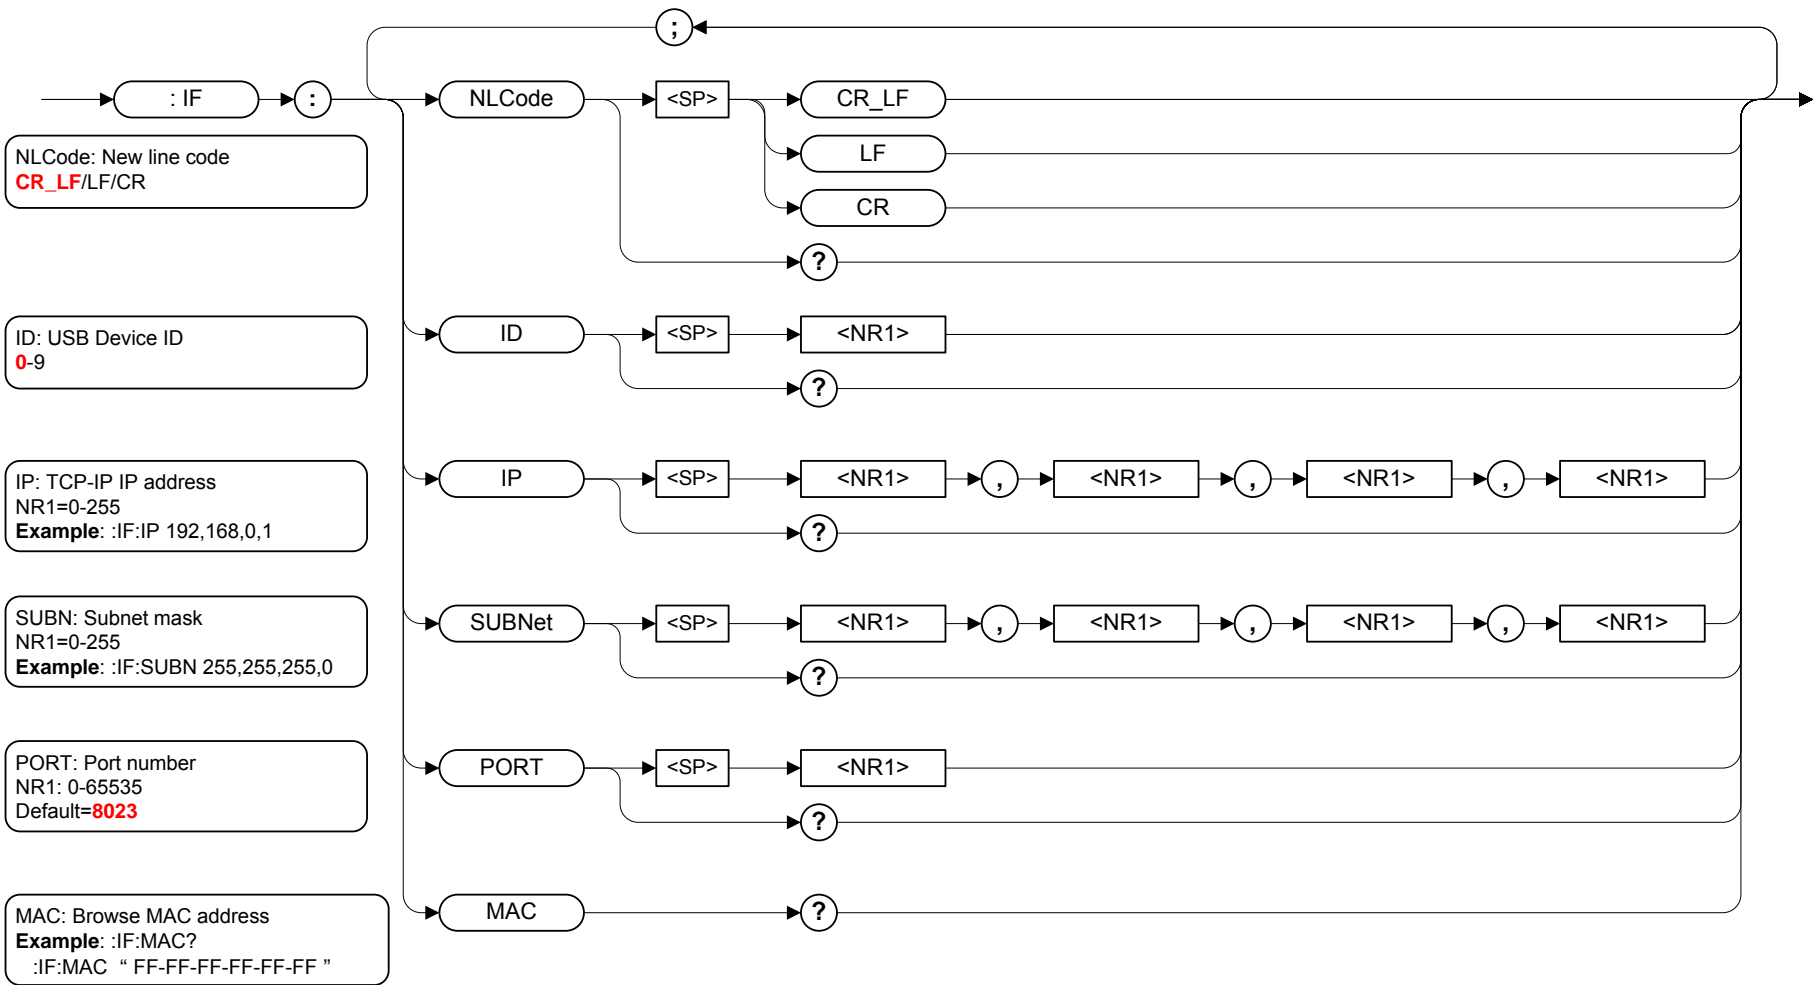 ;
: IF : NLCode <SP> CR_LF
NLCode: New line code
CR_LF/LF/CR
LF
CR
?
ID: USB Device ID
0-9
ID <SP> <NR1>
?
IP: TCP-IP IP address
NR1=0-255
Example: :IF:IP 192,168,0,1
IP <SP> <NR1> , <NR1> , <NR1> , <NR1>
?
SUBN: Subnet mask
NR1=0-255
Example: :IF:SUBN 255,255,255,0
SUBNet <SP> <NR1> , <NR1> , <NR1> , <NR1>
?
PORT: Port number
NR1: 0-65535
Default=8023
PORT <SP> <NR1>
?
MAC: Browse MAC address
Example: :IF:MAC?
:IF:MAC “ FF-FF-FF-FF-FF-FF ”
MAC ?